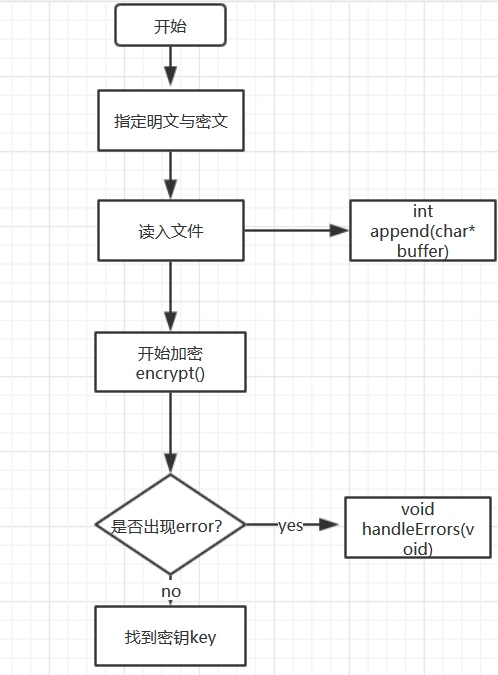 开始
指定明文与密文
读入文件
int
append(char*
buffer)
开始加密
encrypt()
是否出现error?
yes
void
handleErrors(v
oid)
no
找到密钥key